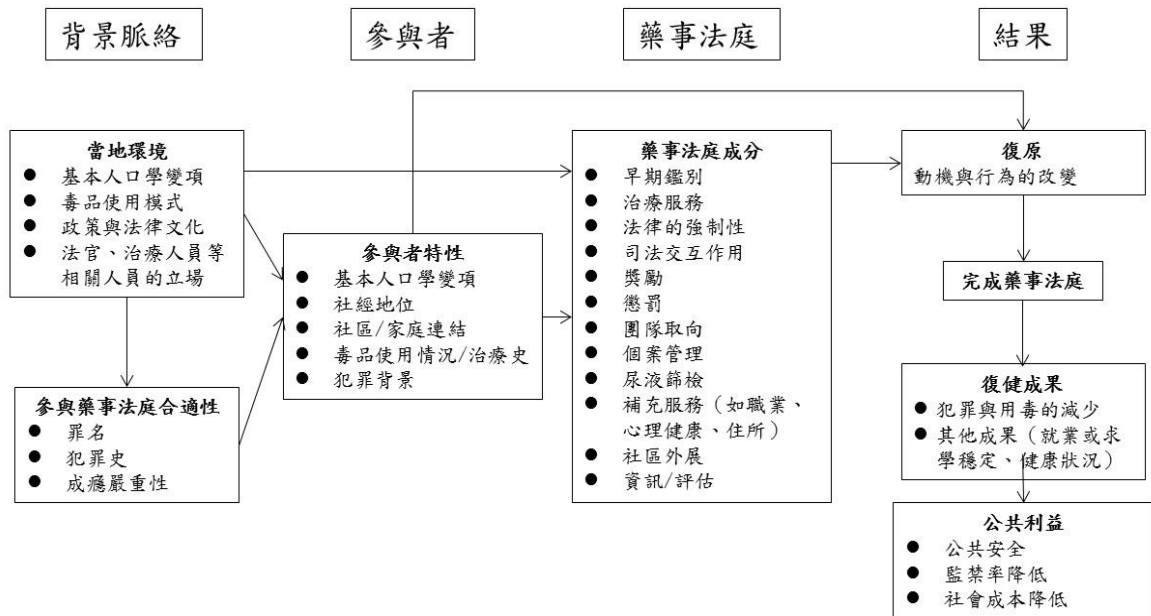 背景脈絡
參與者
藥事法庭
結果
當地環境
● 基本人口學變項
● 毒品使用模式
● 政策與法律文化
● 法官、治療人員等
相關人員的立場
參與藥事法庭合適性
● 罪名
● 犯罪史
● 成癮嚴重性
參與者特性
● 基本人口學變項
● 社經地位
● 社區/家庭連結
● 毒品使用情況/治療史
● 犯罪背景
藥事法庭成分
● 早期鑑別
● 治療服務
● 法律的強制性
● 司法交互作用
● 獎勵
● 懲罰
● 團隊取向
● 個案管理
● 尿液篩檢
● 補充服務（如職業、
心理健康、住所）
● 社區外展
● 資訊/評估
復原
動機與行為的改變
完成藥事法庭
復健成果
● 犯罪與用毒的減少
● 其他成果（就業或求
學穩定、健康狀況）
公共利益
● 公共安全
● 監禁率降低
● 社會成本降低